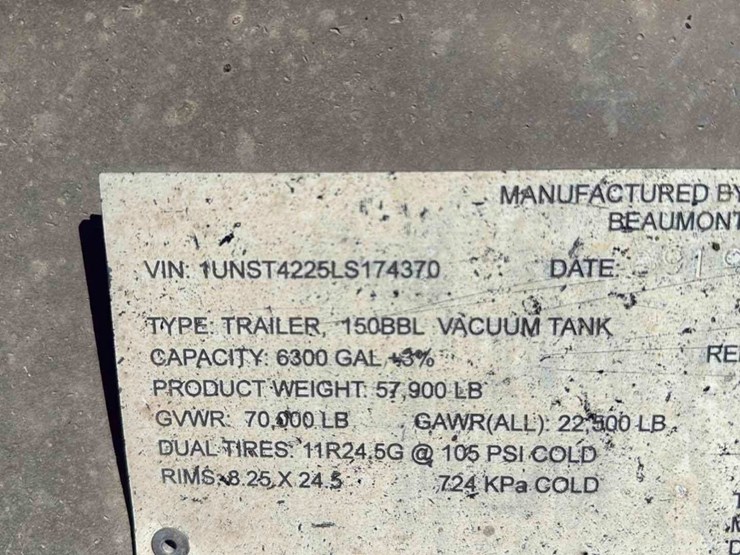 MANUFACTURED BY
BEAUMONT
VIN: 1UNST4225LS174370 DATE:
TYPE: TRAILER, 150BBL VACUUM TANK
CAPACITY: 6300 GAL +3%
PRODUCT WEIGHT: 57,900 LB
GVWR: 70,000 LB GAWR(ALL): 22,500 LB
DUAL TIRES: 11R24.5G @ 105 PSI COLD
RIMS: 8.25 X 24.5 724 KPa COLD